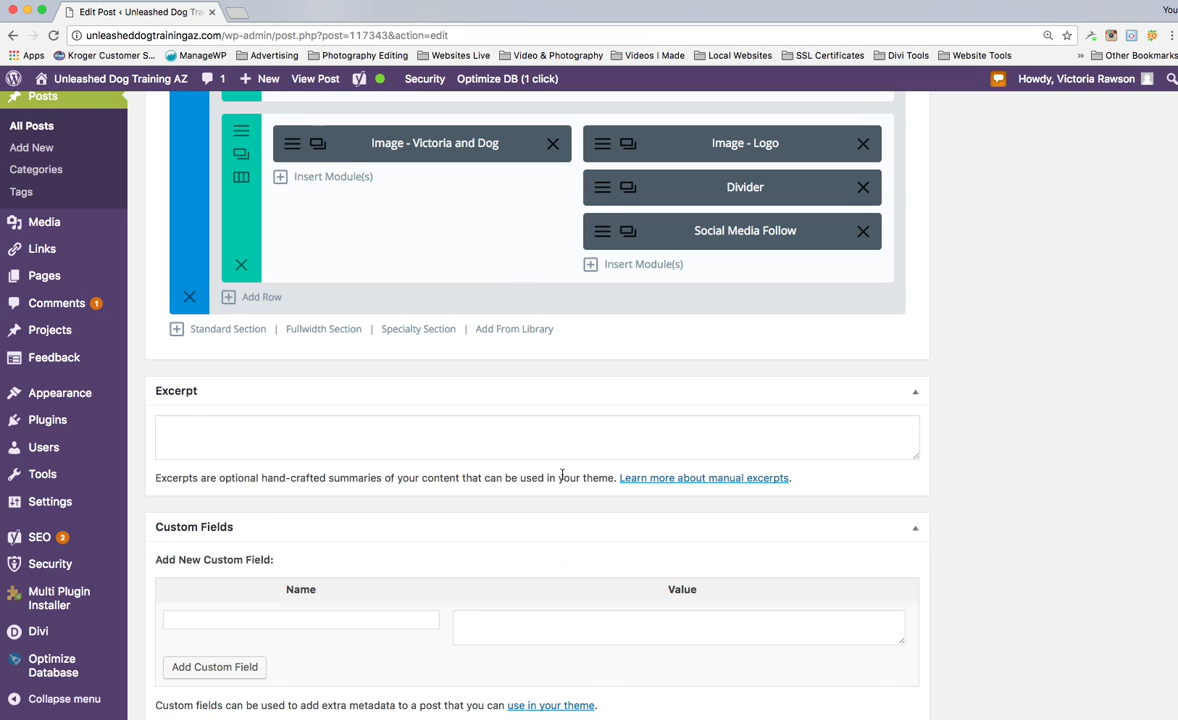 Edit Post ‹ Unleashed Dog Tra
You
unleasheddogtrainingaz.com/wp-admin/post.php?post=117343&action=edit
Apps Kroger Customer S... ManageWP Advertising Photography Editing Websites Live Video & Photography Videos I Made Local Websites SSL Certificates Divi Tools Website Tools » Other Bookmarks
Unleashed Dog Training AZ 1 + New View Post Security Optimize DB (1 click) Howdy, Victoria Rawson
Posts
All Posts
Add New
Categories
Tags
Media
Links
Pages
Comments 1
Projects
Feedback
Appearance
Plugins
Users
Tools
Settings
SEO 2
Security
Multi Plugin
Installer
Divi
Optimize
Database
Collapse menu
Image - Victoria and Dog
Insert Module(s)
Image - Logo
Divider
Social Media Follow
Insert Module(s)
Add Row
Standard Section | Fullwidth Section | Specialty Section | Add From Library
Excerpt
Excerpts are optional hand-crafted summaries of your content that can be used in your theme. Learn more about manual excerpts.
Custom Fields
Add New Custom Field:
Name Value
Add Custom Field
Custom fields can be used to add extra metadata to a post that you can use in your theme.